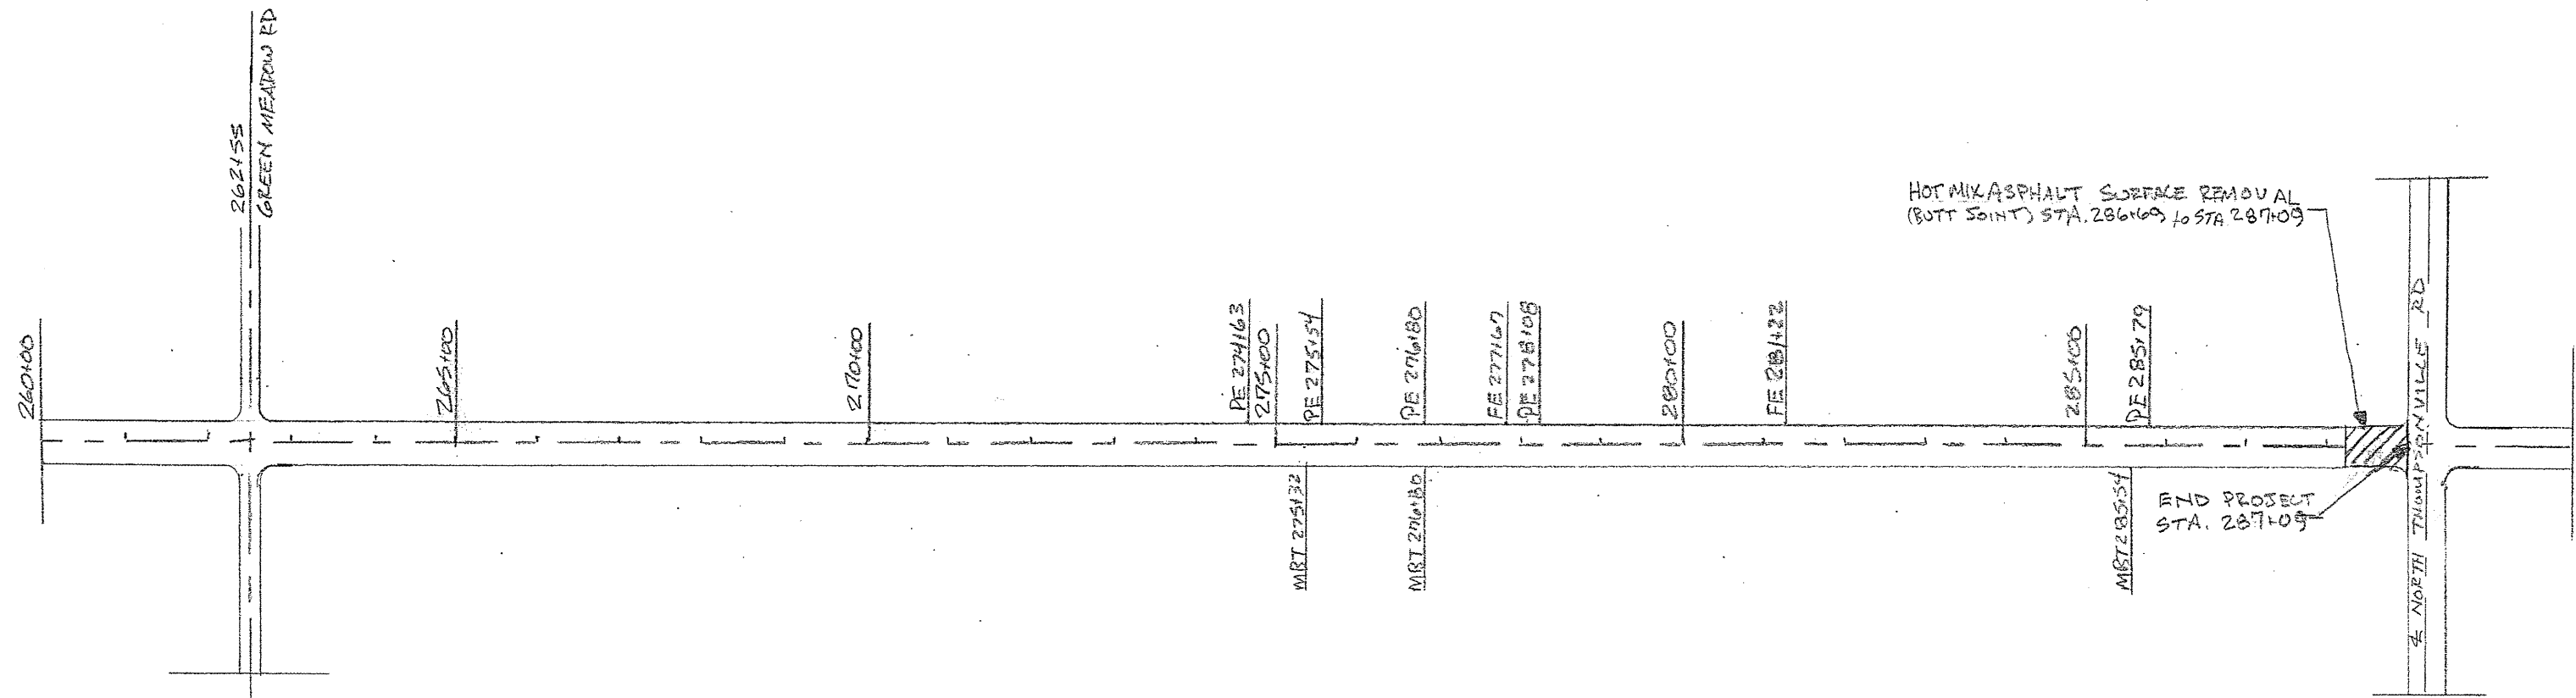 260+00
262+55
GREEN MEADOW RD
265+00
270+00
PE 274+63
275+00
PE 275+54
PE 276+80
FE 277+67
PE 278+08
280+00
FE 281+22
285+00
PE 285+79
MBT 275+32
MBT 276+80
MBT 285+54
HOT MIX ASPHALT SURFACE REMOVAL
(BUTT JOINT) STA. 286+69 to STA 287+09
END PROJECT
STA. 287+09
℄ NORTH THOMPSONVILLE RD